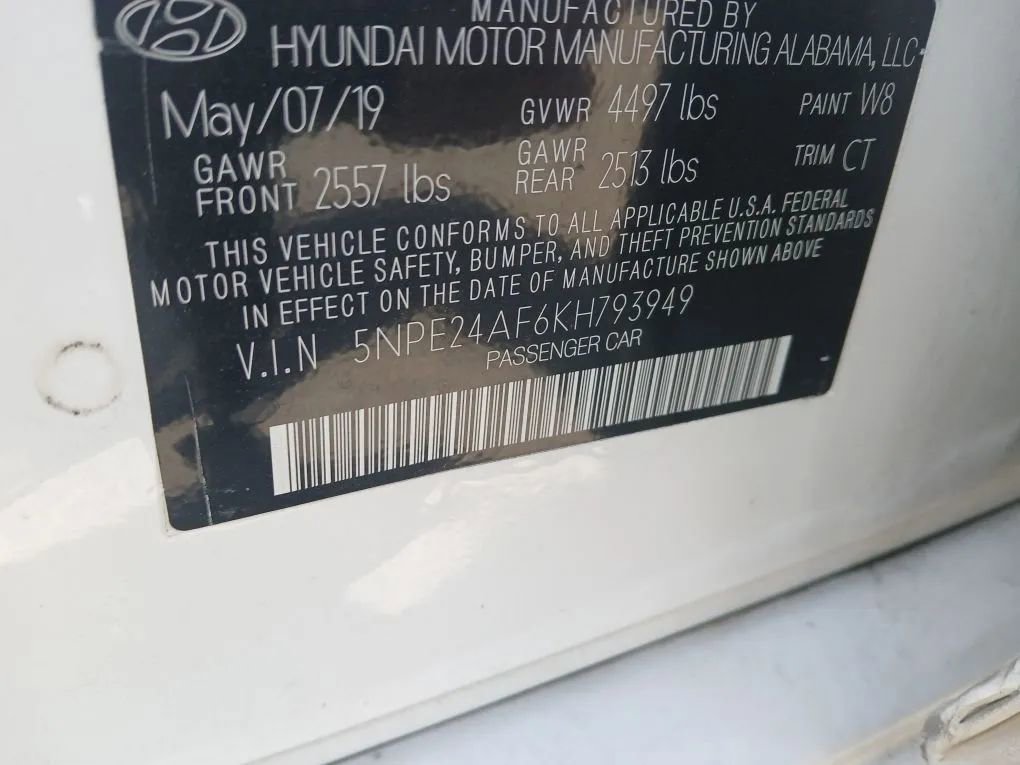 MANUFACTURED BY
HYUNDAI MOTOR MANUFACTURING ALABAMA, LLC
May/07/19 GVWR 4497 lbs PAINT W8
GAWR FRONT 2557 lbs GAWR REAR 2513 lbs TRIM CT
THIS VEHICLE CONFORMS TO ALL APPLICABLE U.S.A. FEDERAL
MOTOR VEHICLE SAFETY, BUMPER, AND THEFT PREVENTION STANDARDS
IN EFFECT ON THE DATE OF MANUFACTURE SHOWN ABOVE
V.I.N 5NPE24AF6KH793949
PASSENGER CAR